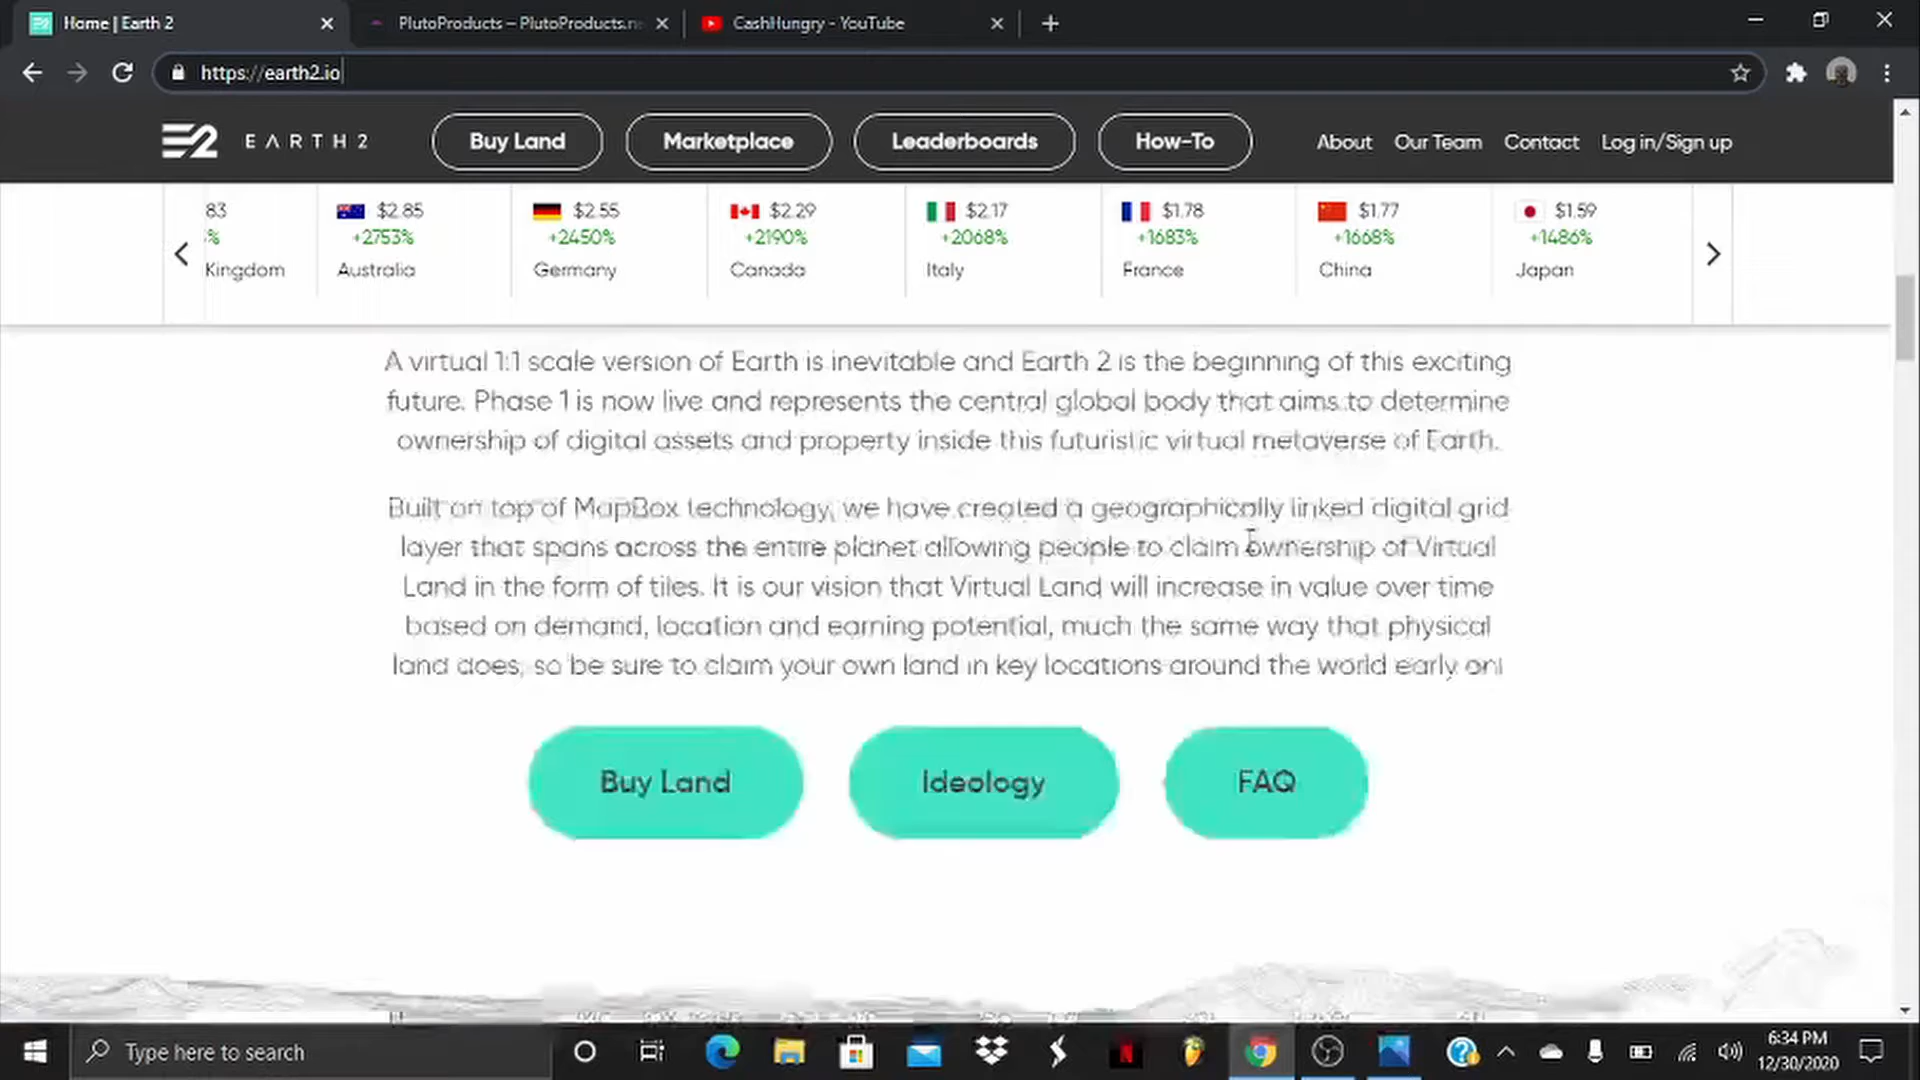 Home | Earth 2
PlutoProducts – PlutoProducts.ne
CashHungry - YouTube
https://earth2.io
EARTH 2
Buy Land
Marketplace
Leaderboards
How-To
About
Our Team
Contact
Log in/Sign up
83
%
Kingdom
$2.85
+2753%
Australia
$2.55
+2450%
Germany
$2.29
+2190%
Canada
$2.17
+2068%
Italy
$1.78
+1683%
France
$1.77
+1668%
China
$1.59
+1486%
Japan
A virtual 1:1 scale version of Earth is inevitable and Earth 2 is the beginning of this exciting
future. Phase 1 is now live and represents the central global body that aims to determine
ownership of digital assets and property inside this futuristic virtual metaverse of Earth.
Built on top of MapBox technology, we have created a geographically linked digital grid
layer that spans across the entire planet allowing people to claim ownership of Virtual
Land in the form of tiles. It is our vision that Virtual Land will increase in value over time
based on demand, location and earning potential, much the same way that physical
land does, so be sure to claim your own land in key locations around the world early on!
Buy Land
Ideology
FAQ
Type here to search
6:34 PM
12/30/2020